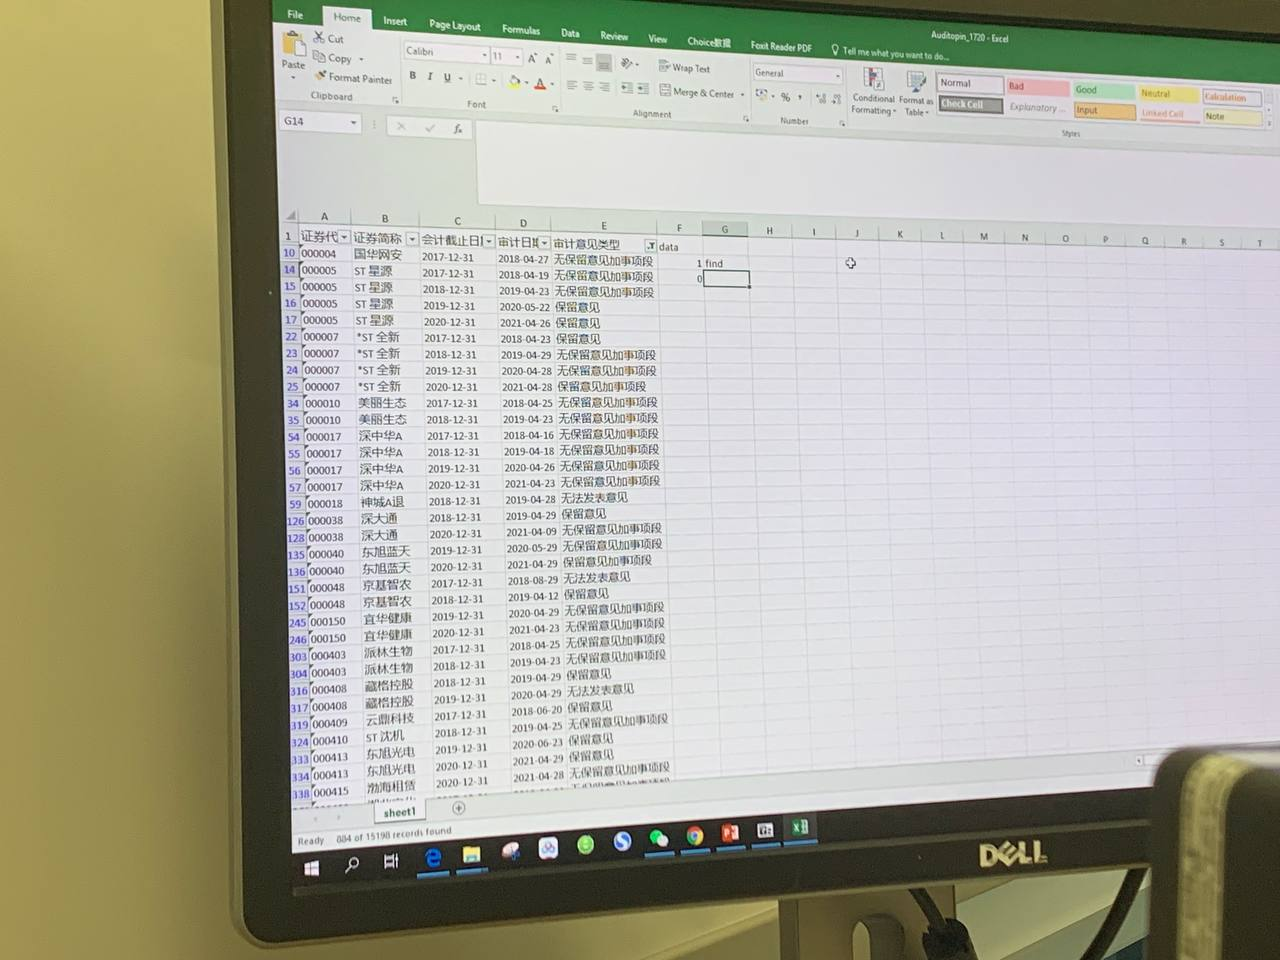 File Home Insert Page Layout Formulas Data Review View Choice数据 Foxit Reader PDF Tell me what you want to do...
Auditopin_1720 - Excel
Paste
Cut
Copy
Format Painter
Clipboard
Calibri 11
B I U
Font
Wrap Text
Merge & Center
Alignment
General
Number
Conditional Formatting
Format as Table
Normal Bad Good Neutral Calculation
Check Cell Explanatory ... Input Linked Cell Note
Styles
G14 fx
A B C D E F G H I J K L M N O P Q R S T
1 证券代 证券简称 会计截止日期 审计日期 审计意见类型 data
10 000004 国华网安 2017-12-31 2018-04-27 无保留意见加事项段 1 find
14 000005 ST星源 2017-12-31 2018-04-19 无保留意见加事项段 0
15 000005 ST星源 2018-12-31 2019-04-23 无保留意见加事项段
16 000005 ST星源 2019-12-31 2020-05-22 保留意见
17 000005 ST星源 2020-12-31 2021-04-26 保留意见
22 000007 *ST全新 2017-12-31 2018-04-23 保留意见
23 000007 *ST全新 2018-12-31 2019-04-29 无保留意见加事项段
24 000007 *ST全新 2019-12-31 2020-04-28 无保留意见加事项段
25 000007 *ST全新 2020-12-31 2021-04-28 保留意见加事项段
34 000010 美丽生态 2017-12-31 2018-04-25 无保留意见加事项段
35 000010 美丽生态 2018-12-31 2019-04-23 无保留意见加事项段
54 000017 深中华A 2017-12-31 2018-04-16 无保留意见加事项段
55 000017 深中华A 2018-12-31 2019-04-18 无保留意见加事项段
56 000017 深中华A 2019-12-31 2020-04-26 无保留意见加事项段
57 000017 深中华A 2020-12-31 2021-04-23 无保留意见加事项段
59 000018 神城A退 2018-12-31 2019-04-28 无法发表意见
126 000038 深大通 2018-12-31 2019-04-29 保留意见
128 000038 深大通 2020-12-31 2021-04-09 无保留意见加事项段
135 000040 东旭蓝天 2019-12-31 2020-05-29 无保留意见加事项段
136 000040 东旭蓝天 2020-12-31 2021-04-29 保留意见加事项段
151 000048 京基智农 2017-12-31 2018-08-29 无法发表意见
152 000048 京基智农 2018-12-31 2019-04-12 保留意见
245 000150 宜华健康 2019-12-31 2020-04-29 无保留意见加事项段
246 000150 宜华健康 2020-12-31 2021-04-23 无保留意见加事项段
303 000403 派林生物 2017-12-31 2018-04-25 无保留意见加事项段
304 000403 派林生物 2018-12-31 2019-04-23 无保留意见加事项段
316 000408 藏格控股 2018-12-31 2019-04-29 保留意见
317 000408 藏格控股 2019-12-31 2020-04-29 无法发表意见
319 000409 云鼎科技 2017-12-31 2018-06-20 保留意见
324 000410 ST沈机 2018-12-31 2019-04-25 无保留意见加事项段
333 000413 东旭光电 2019-12-31 2020-06-23 保留意见
334 000413 东旭光电 2020-12-31 2021-04-29 保留意见
338 000415 渤海租赁 2020-12-31 2021-04-28 无保留意见加事项段
sheet1
Ready 884 of 15198 records found
DELL